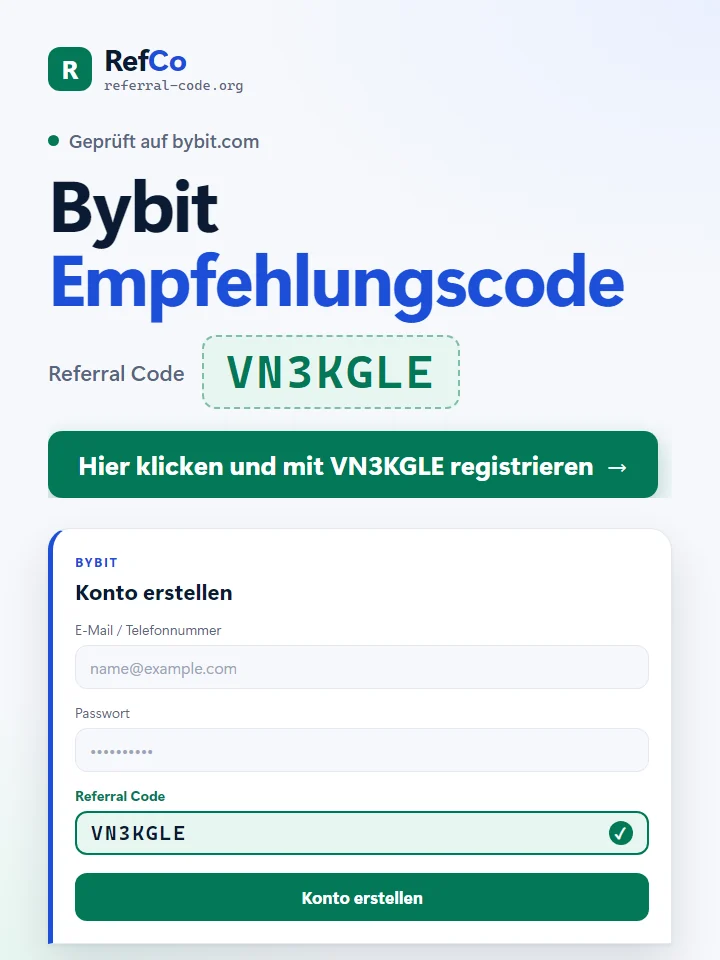 R
RefCo
referral-code.org
Geprüft auf bybit.com
Bybit
Empfehlungscode
Referral Code
VN3KGLE
Hier klicken und mit VN3KGLE registrieren →
BYBIT
Konto erstellen
E-Mail / Telefonnummer
name@example.com
Passwort
••••••••••
Referral Code
VN3KGLE
Konto erstellen